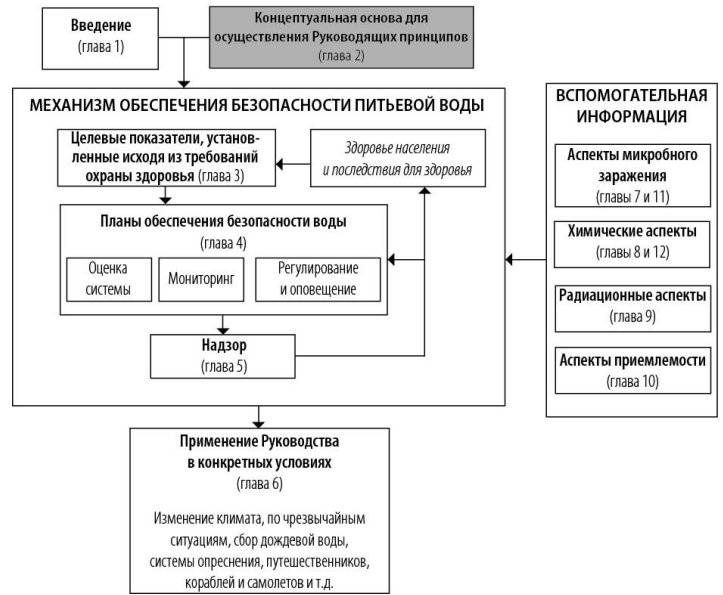 Введение
(глава 1)
Концептуальная основа для
осуществления Руководящих принципов
(глава 2)
МЕХАНИЗМ ОБЕСПЕЧЕНИЯ БЕЗОПАСНОСТИ ПИТЬЕВОЙ ВОДЫ
Целевые показатели, установ-
ленные исходя из требований
охраны здоровья (глава 3)
Здоровье населения
и последствия для здоровья
Планы обеспечения безопасности воды
(глава 4)
Оценка
системы
Мониторинг
Регулирование
и оповещение
Надзор
(глава 5)
ВСПОМОГАТЕЛЬНАЯ
ИНФОРМАЦИЯ
Аспекты микробного
заражения
(главы 7 и 11)
Химические аспекты
(главы 8 и 12)
Радиационные аспекты
(глава 9)
Аспекты приемлемости
(глава 10)
Применение Руководства
в конкретных условиях
(глава 6)
Изменение климата, по чрезвычайным
ситуациям, сбор дождевой воды,
системы опреснения, путешественников,
кораблей и самолетов и т.д.